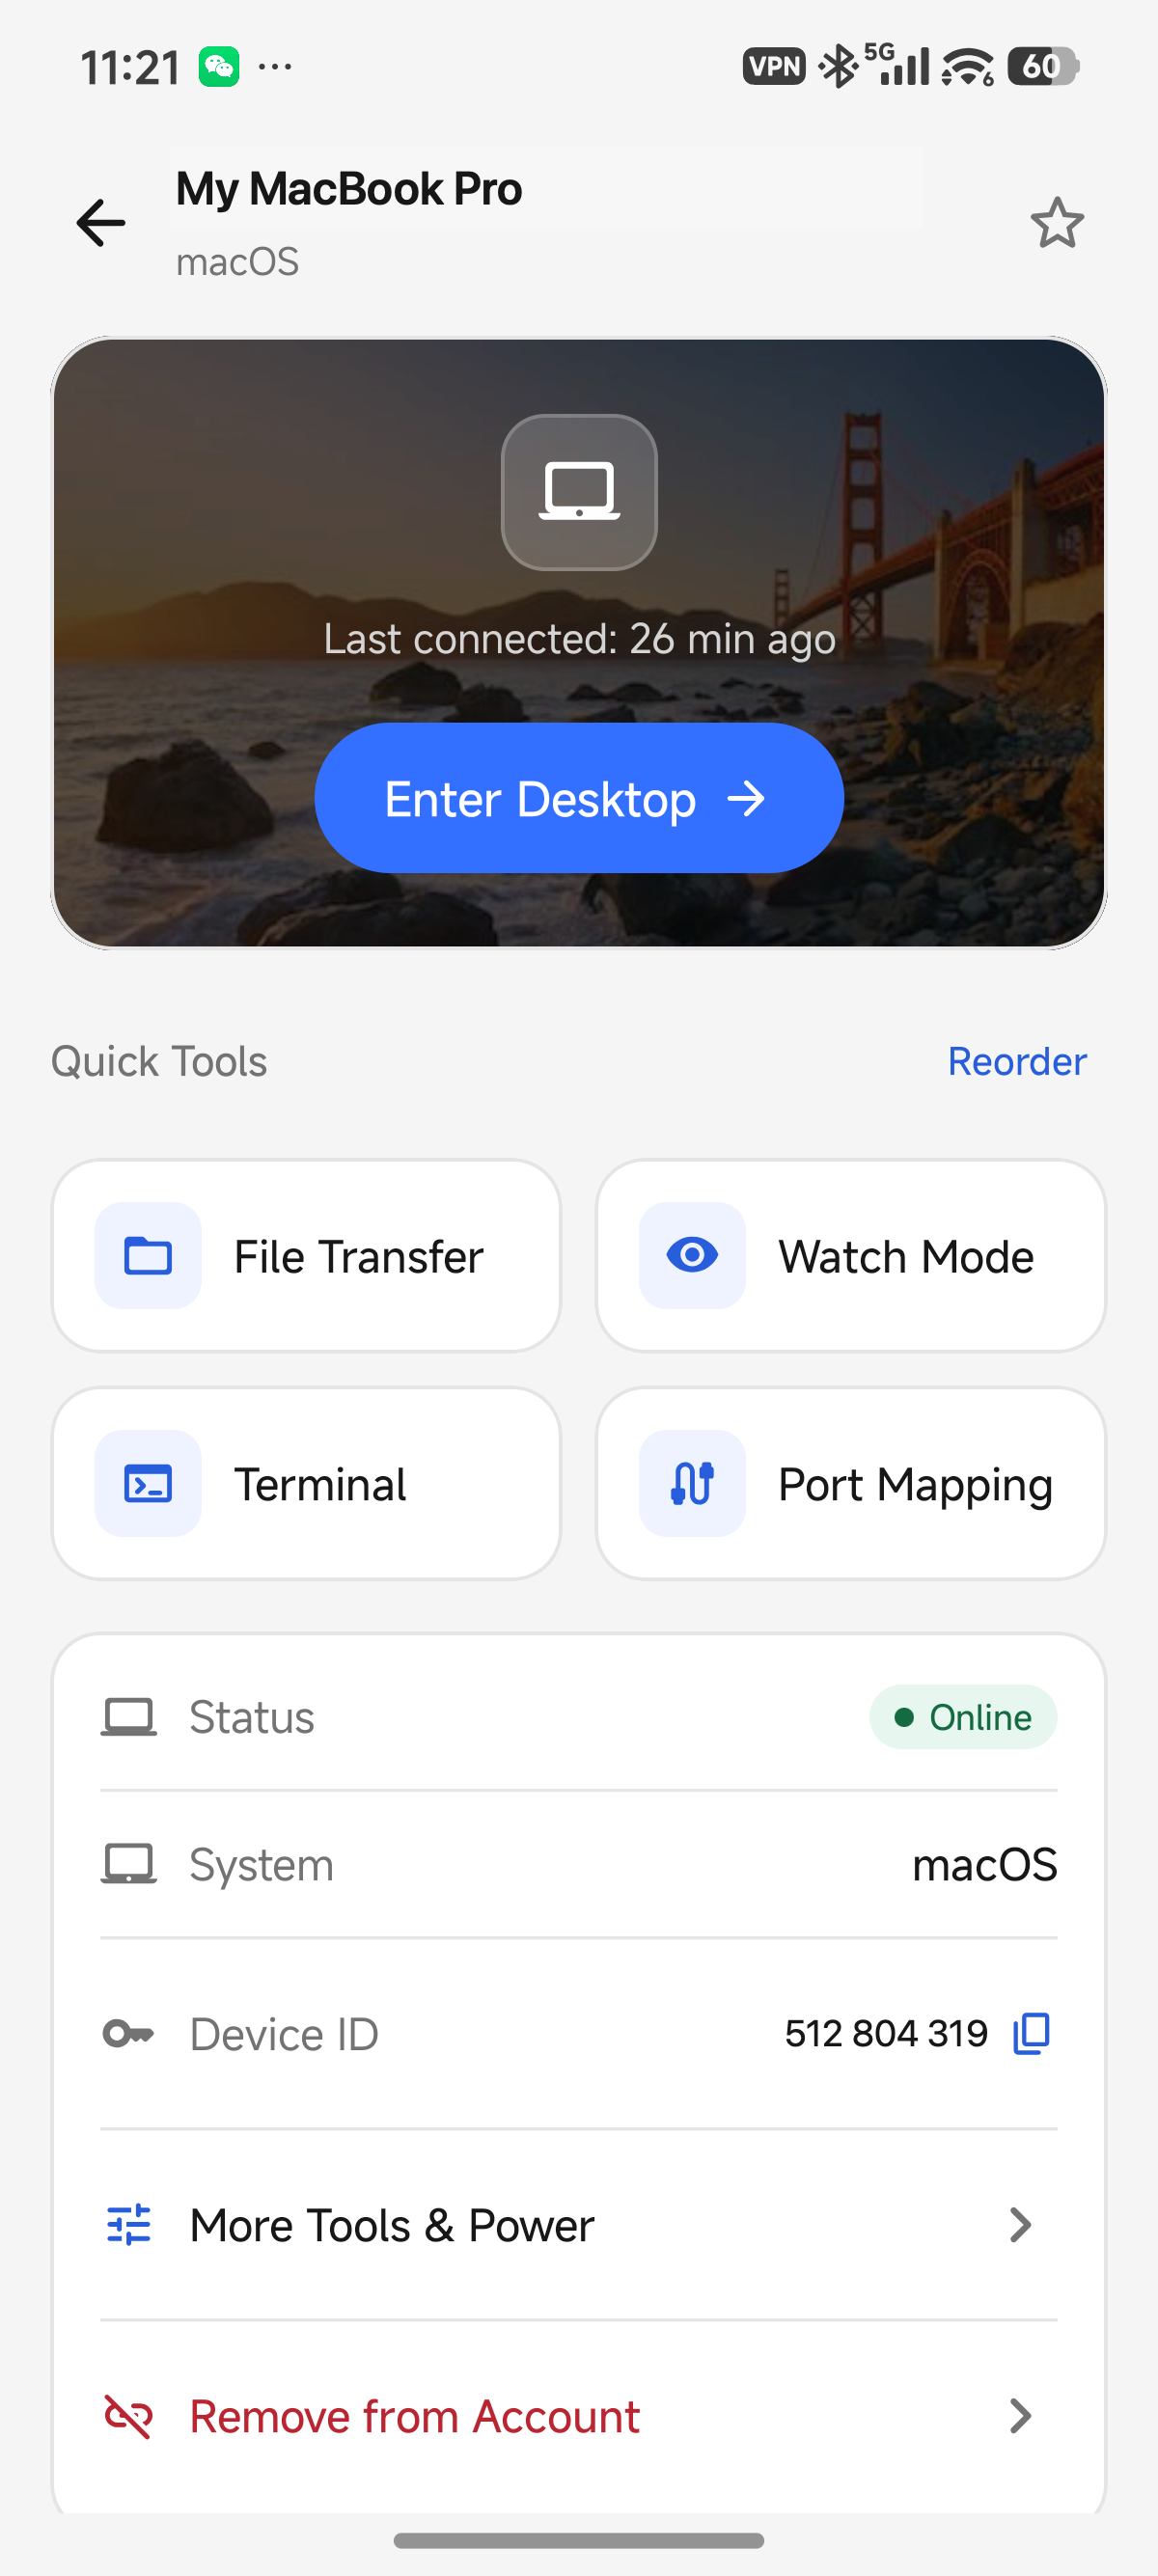 11:21
VPN 5G 6 60
My MacBook Pro
macOS
Last connected: 26 min ago
Enter Desktop
Quick Tools
Reorder
File Transfer
Watch Mode
Terminal
Port Mapping
Status
Online
System
macOS
Device ID
512 804 319
More Tools & Power
Remove from Account